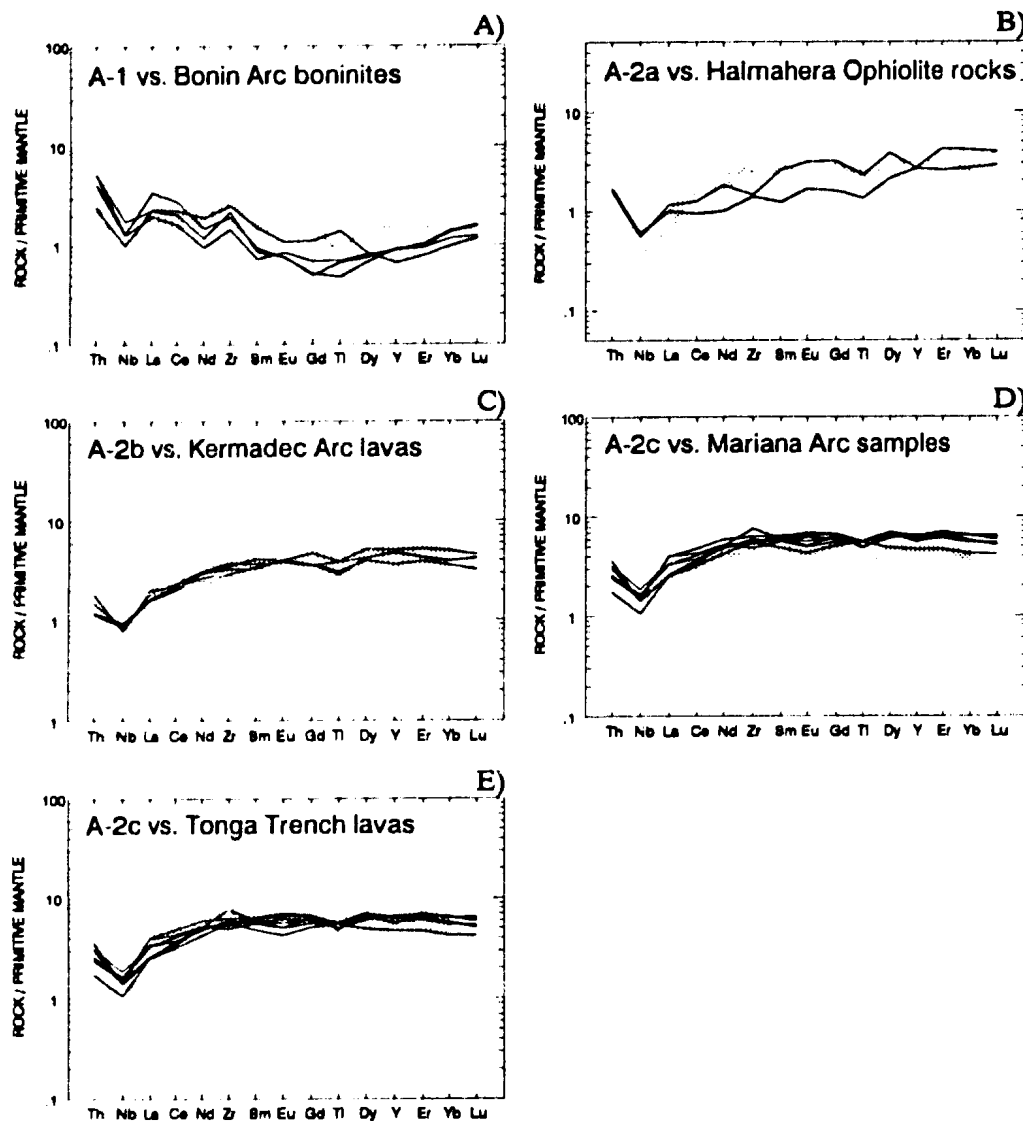 A)
100
A-1 vs. Bonin Arc boninites
10
1
.1
ROCK / PRIMITIVE MANTLE
Th Nb La Ce Nd Zr Sm Eu Gd Ti Dy Y Er Yb Lu
B)
A-2a vs. Halmahera Ophiolite rocks
10
1
.1
ROCK / PRIMITIVE MANTLE
Th Nb La Ce Nd Zr Sm Eu Gd Ti Dy Y Er Yb Lu
C)
100
A-2b vs. Kermadec Arc lavas
10
1
1
ROCK / PRIMITIVE MANTLE
Th Nb La Ce Nd Zr Sm Eu Gd Ti Dy Y Er Yb Lu
D)
100
A-2c vs. Mariana Arc samples
10
1
.1
ROCK / PRIMITIVE MANTLE
Th Nb La Ce Nd Zr Sm Eu Gd Ti Dy Y Er Yb Lu
E)
100
A-2c vs. Tonga Trench lavas
10
1
.1
ROCK / PRIMITIVE MANTLE
Th Nb La Ce Nd Zr Sm Eu Gd Ti Dy Y Er Yb Lu